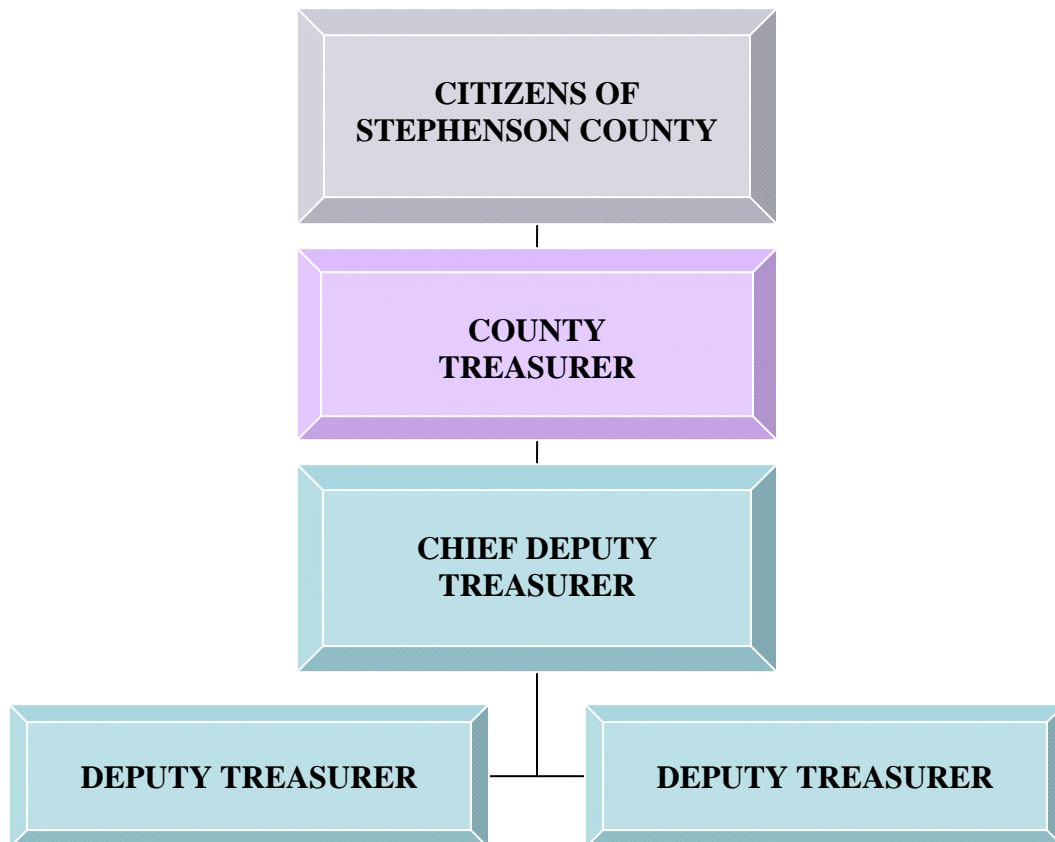 CITIZENS OF
STEPHENSON COUNTY
COUNTY
TREASURER
CHIEF DEPUTY
TREASURER
DEPUTY TREASURER
DEPUTY TREASURER